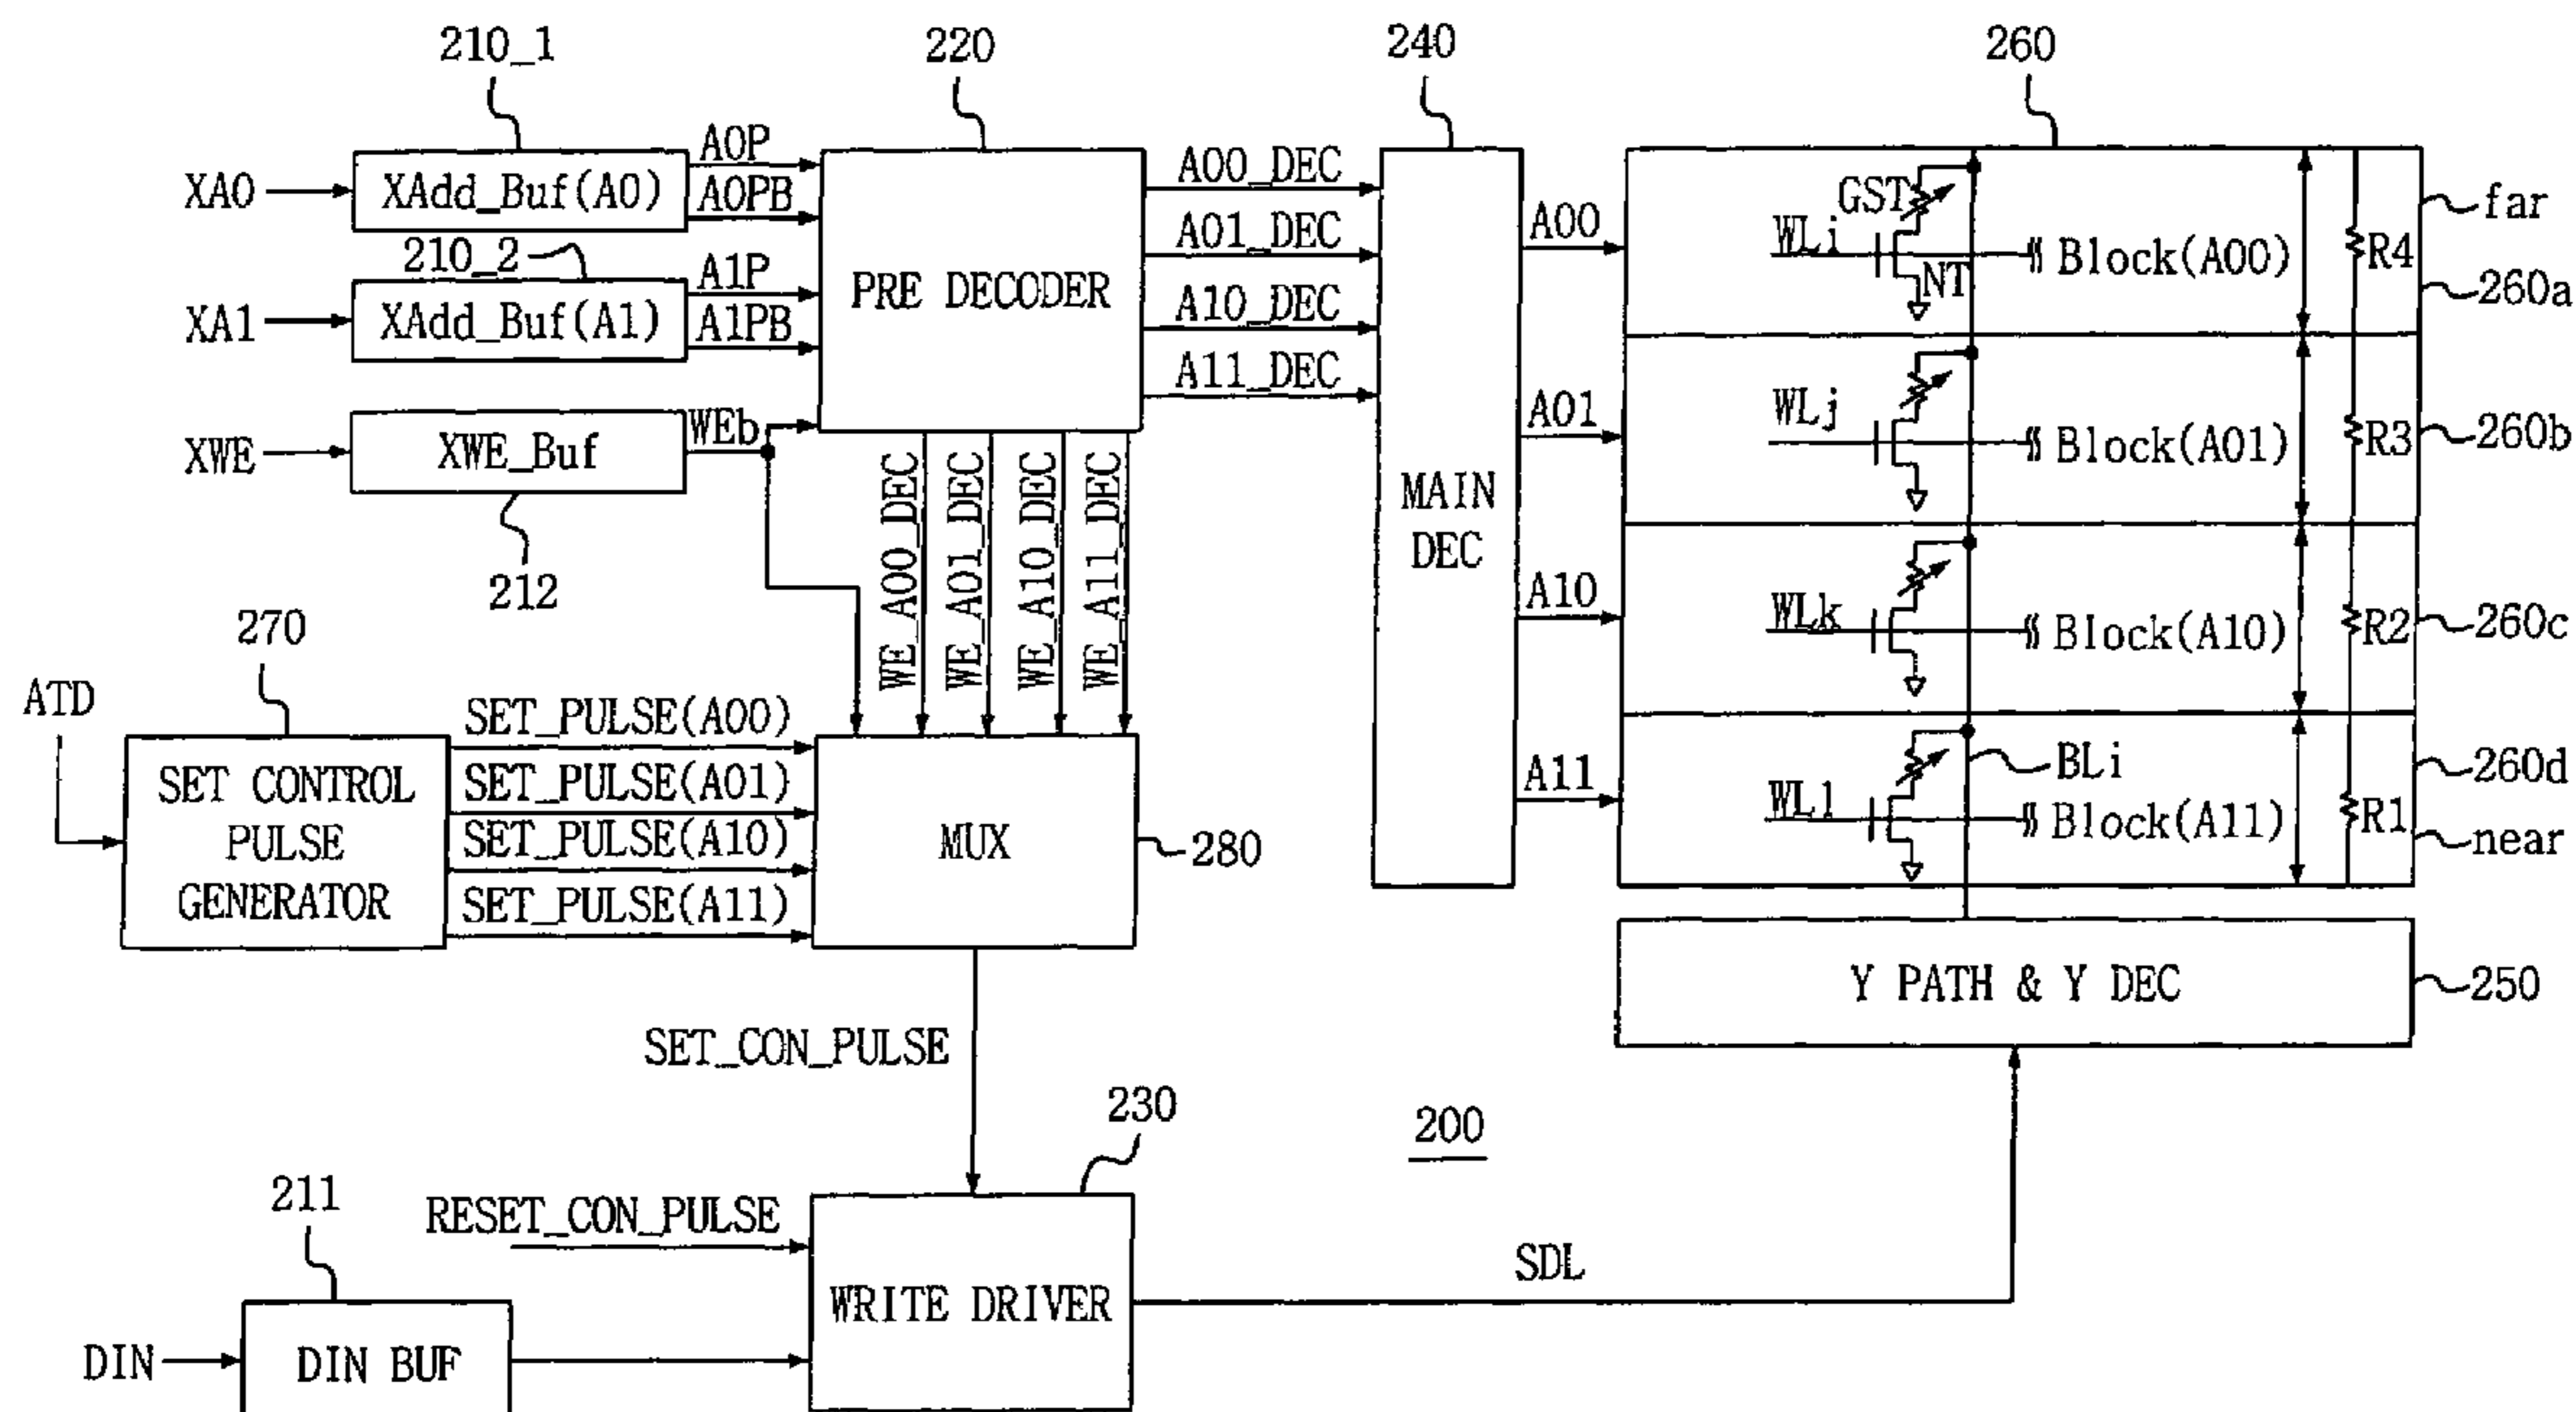 210_1
220
240
260
XA0
XAdd_Buf(A0)
A0P
A0PB
210_2
XA1
XAdd_Buf(A1)
A1P
A1PB
XWE
XWE_Buf
WEb
212
PRE DECODER
A00_DEC
A01_DEC
A10_DEC
A11_DEC
WE_A00_DEC
WE_A01_DEC
WE_A10_DEC
WE_A11_DEC
MAIN
DEC
A00
A01
A10
A11
GST
WLi
NT
Block(A00)
R4
far
260a
WLj
Block(A01)
R3
260b
WLk
Block(A10)
R2
260c
BLi
WLl
Block(A11)
R1
260d
near
Y PATH & Y DEC
250
270
ATD
SET CONTROL
PULSE
GENERATOR
SET_PULSE(A00)
SET_PULSE(A01)
SET_PULSE(A10)
SET_PULSE(A11)
MUX
280
SET_CON_PULSE
230
200
211
RESET_CON_PULSE
WRITE DRIVER
SDL
DIN
DIN BUF